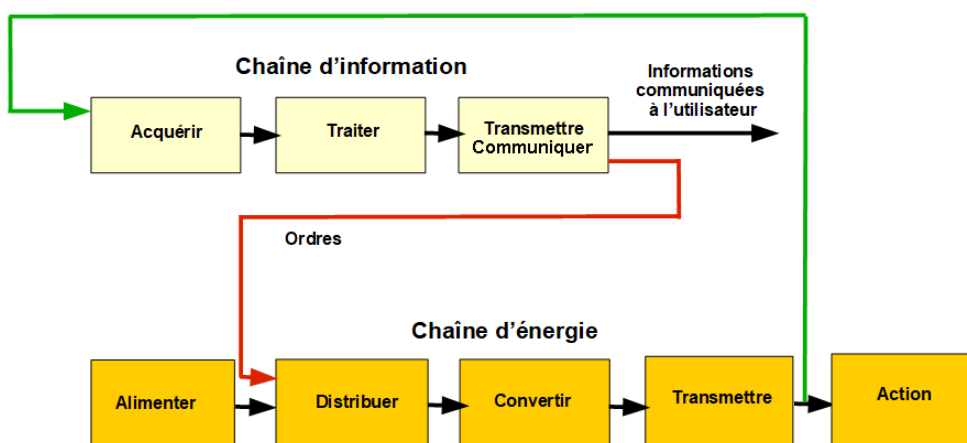 Chaîne d'information
Informations
communiquées
à l'utilisateur
Acquérir
Traiter
Transmettre
Communiquer
Ordres
Chaîne d'énergie
Alimenter
Distribuer
Convertir
Transmettre
Action